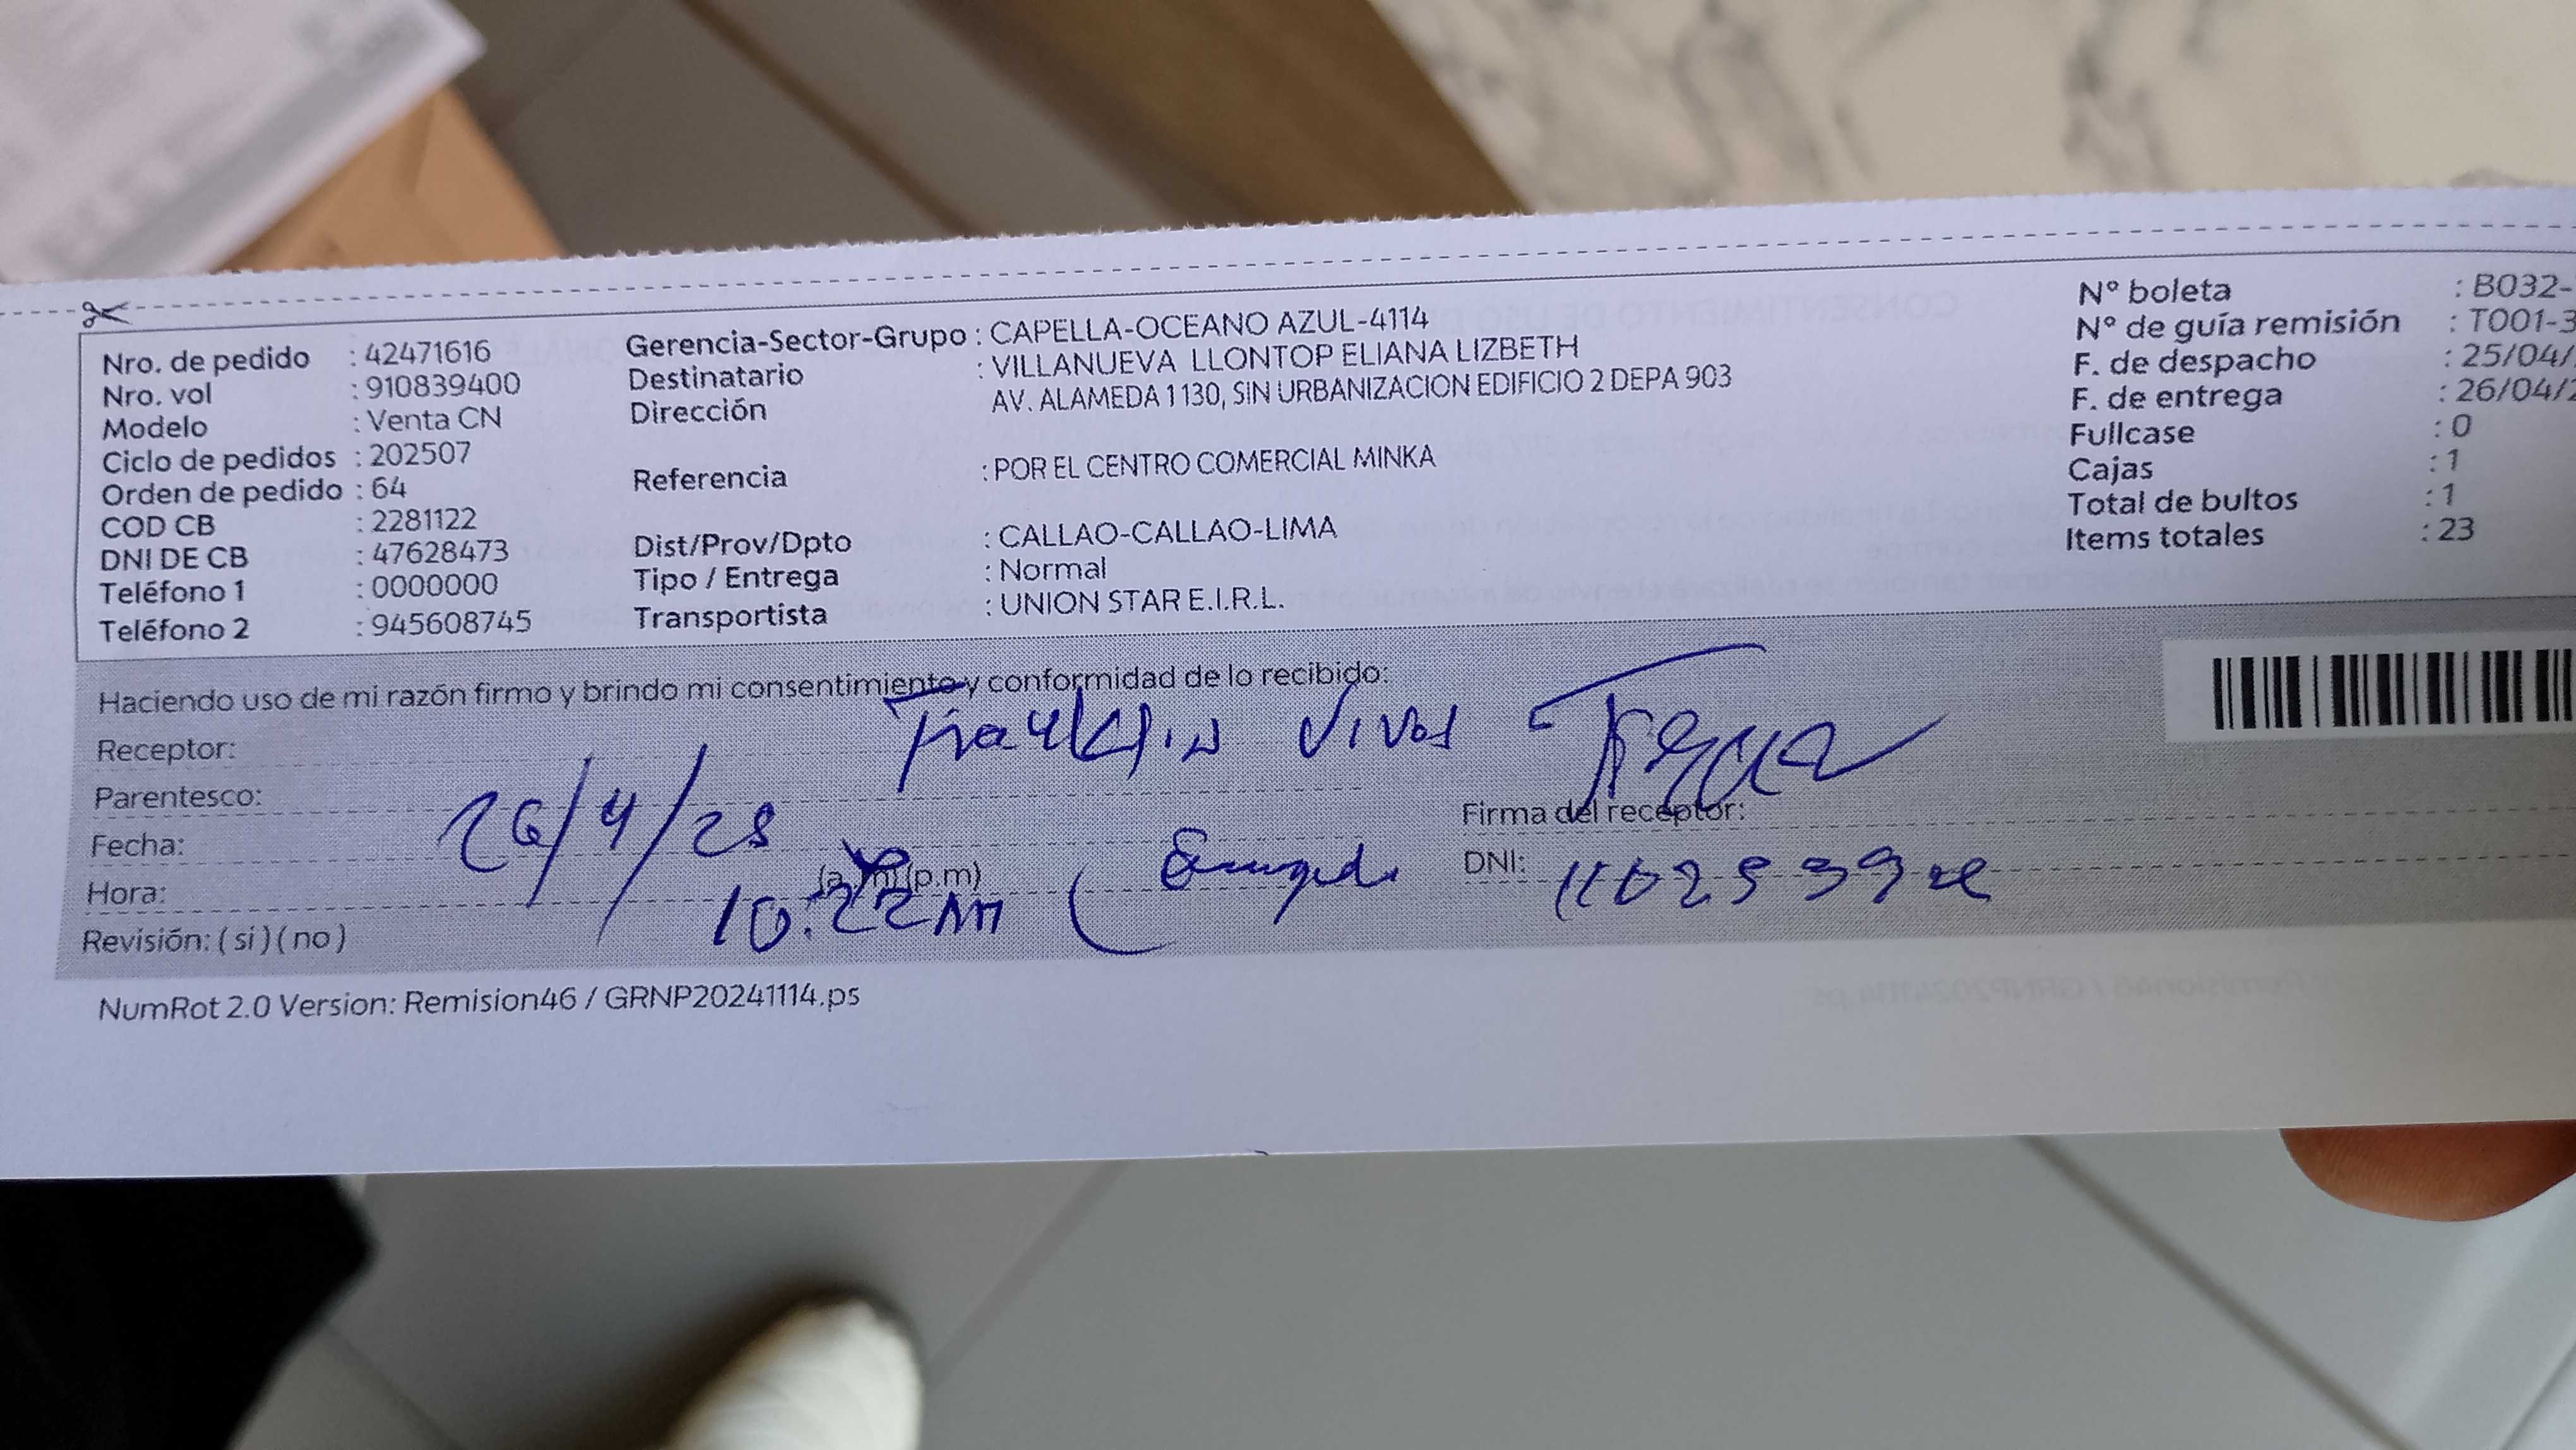 Nro. de pedido : 42471616
Nro. vol : 910839400
Modelo : Venta CN
Ciclo de pedidos : 202507
Orden de pedido : 64
COD CB : 2281122
DNI DE CB : 47628473
Teléfono 1 : 0000000
Teléfono 2 : 945608745
Gerencia-Sector-Grupo : CAPELLA-OCEANO AZUL-4114
Destinatario : VILLANUEVA LLONTOP ELIANA LIZBETH
Dirección AV. ALAMEDA 1130, SIN URBANIZACION EDIFICIO 2 DEPA 903
Referencia : POR EL CENTRO COMERCIAL MINKA
Dist/Prov/Dpto : CALLAO-CALLAO-LIMA
Tipo / Entrega : Normal
Transportista : UNION STAR E.I.R.L.
N° boleta : B032-
N° de guía remisión : T001-3
F. de despacho : 25/04/
F. de entrega : 26/04/2
Fullcase : 0
Cajas : 1
Total de bultos : 1
Items totales : 23
Haciendo uso de mi razón firmo y brindo mi consentimiento y conformidad de lo recibido:
Receptor: Franklin Vivos
Parentesco:
Firma del receptor:
Fecha: 26/4/25
DNI:
Hora: (a.m)(p.m)
10:22 Am
Revisión: ( si ) ( no )
NumRot 2.0 Version: Remision46 / GRNP20241114.ps